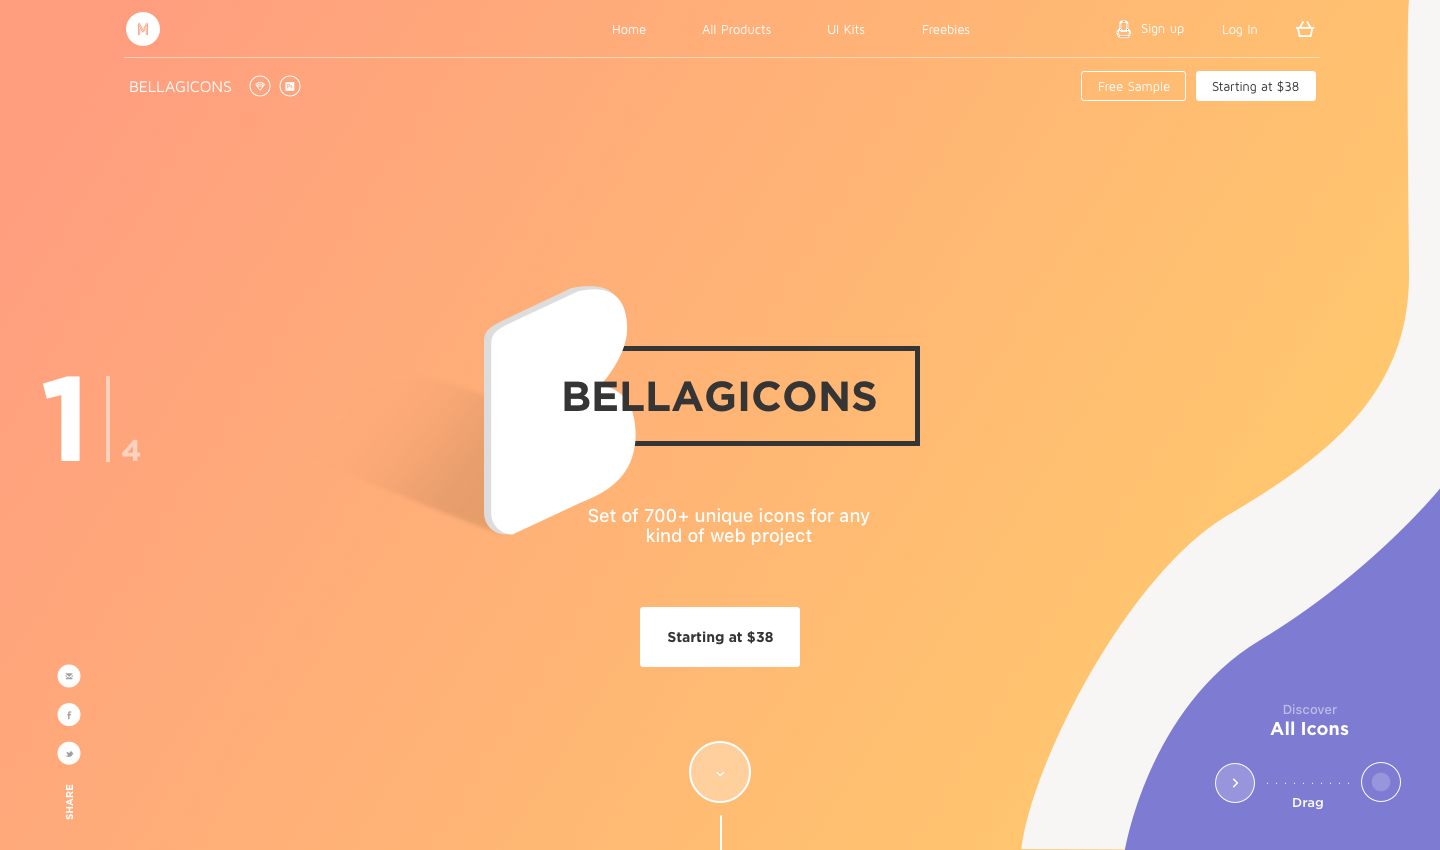 M
Home
All Products
UI Kits
Freebies
Sign up
Log In
BELLAGICONS
Free Sample
Starting at $38
BELLAGICONS
1
4
Set of 700+ unique icons for any
kind of web project
Starting at $38
Discover
All Icons
Drag
SHARE